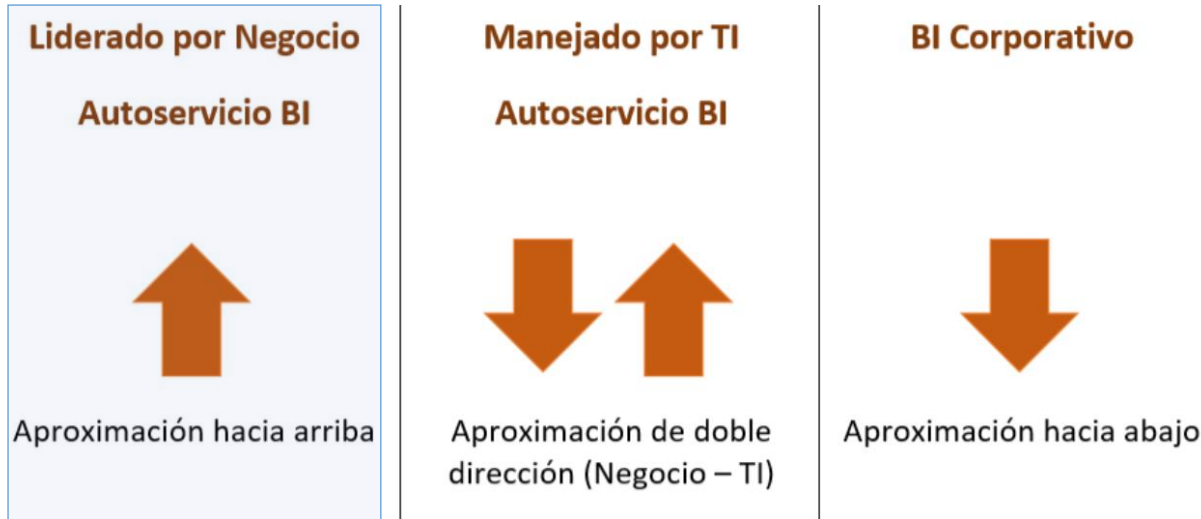 Liderado por Negocio
Autoservicio BI
Aproximación hacia arriba
Manejado por TI
Autoservicio BI
Aproximación de doble
dirección (Negocio – TI)
BI Corporativo
Aproximación hacia abajo